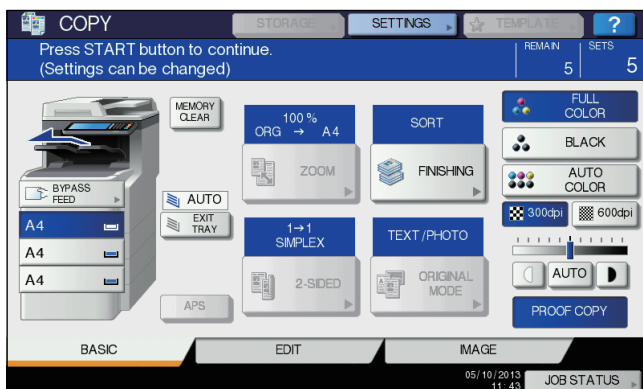 COPY
STORAGE
SETTINGS
TEMPLATE
?
Press START button to continue.
(Settings can be changed)
REMAIN
5
SETS
5
MEMORY
CLEAR
100 %
ORG → A4
ZOOM
SORT
FINISHING
FULL
COLOR
BLACK
AUTO
COLOR
300dpi
600dpi
BYPASS
FEED
A4
A4
A4
AUTO
EXIT
TRAY
APS
1→1
SIMPLEX
2-SIDED
TEXT/PHOTO
ORIGINAL
MODE
AUTO
PROOF COPY
BASIC
EDIT
IMAGE
05/10/2013
11:43
JOB STATUS